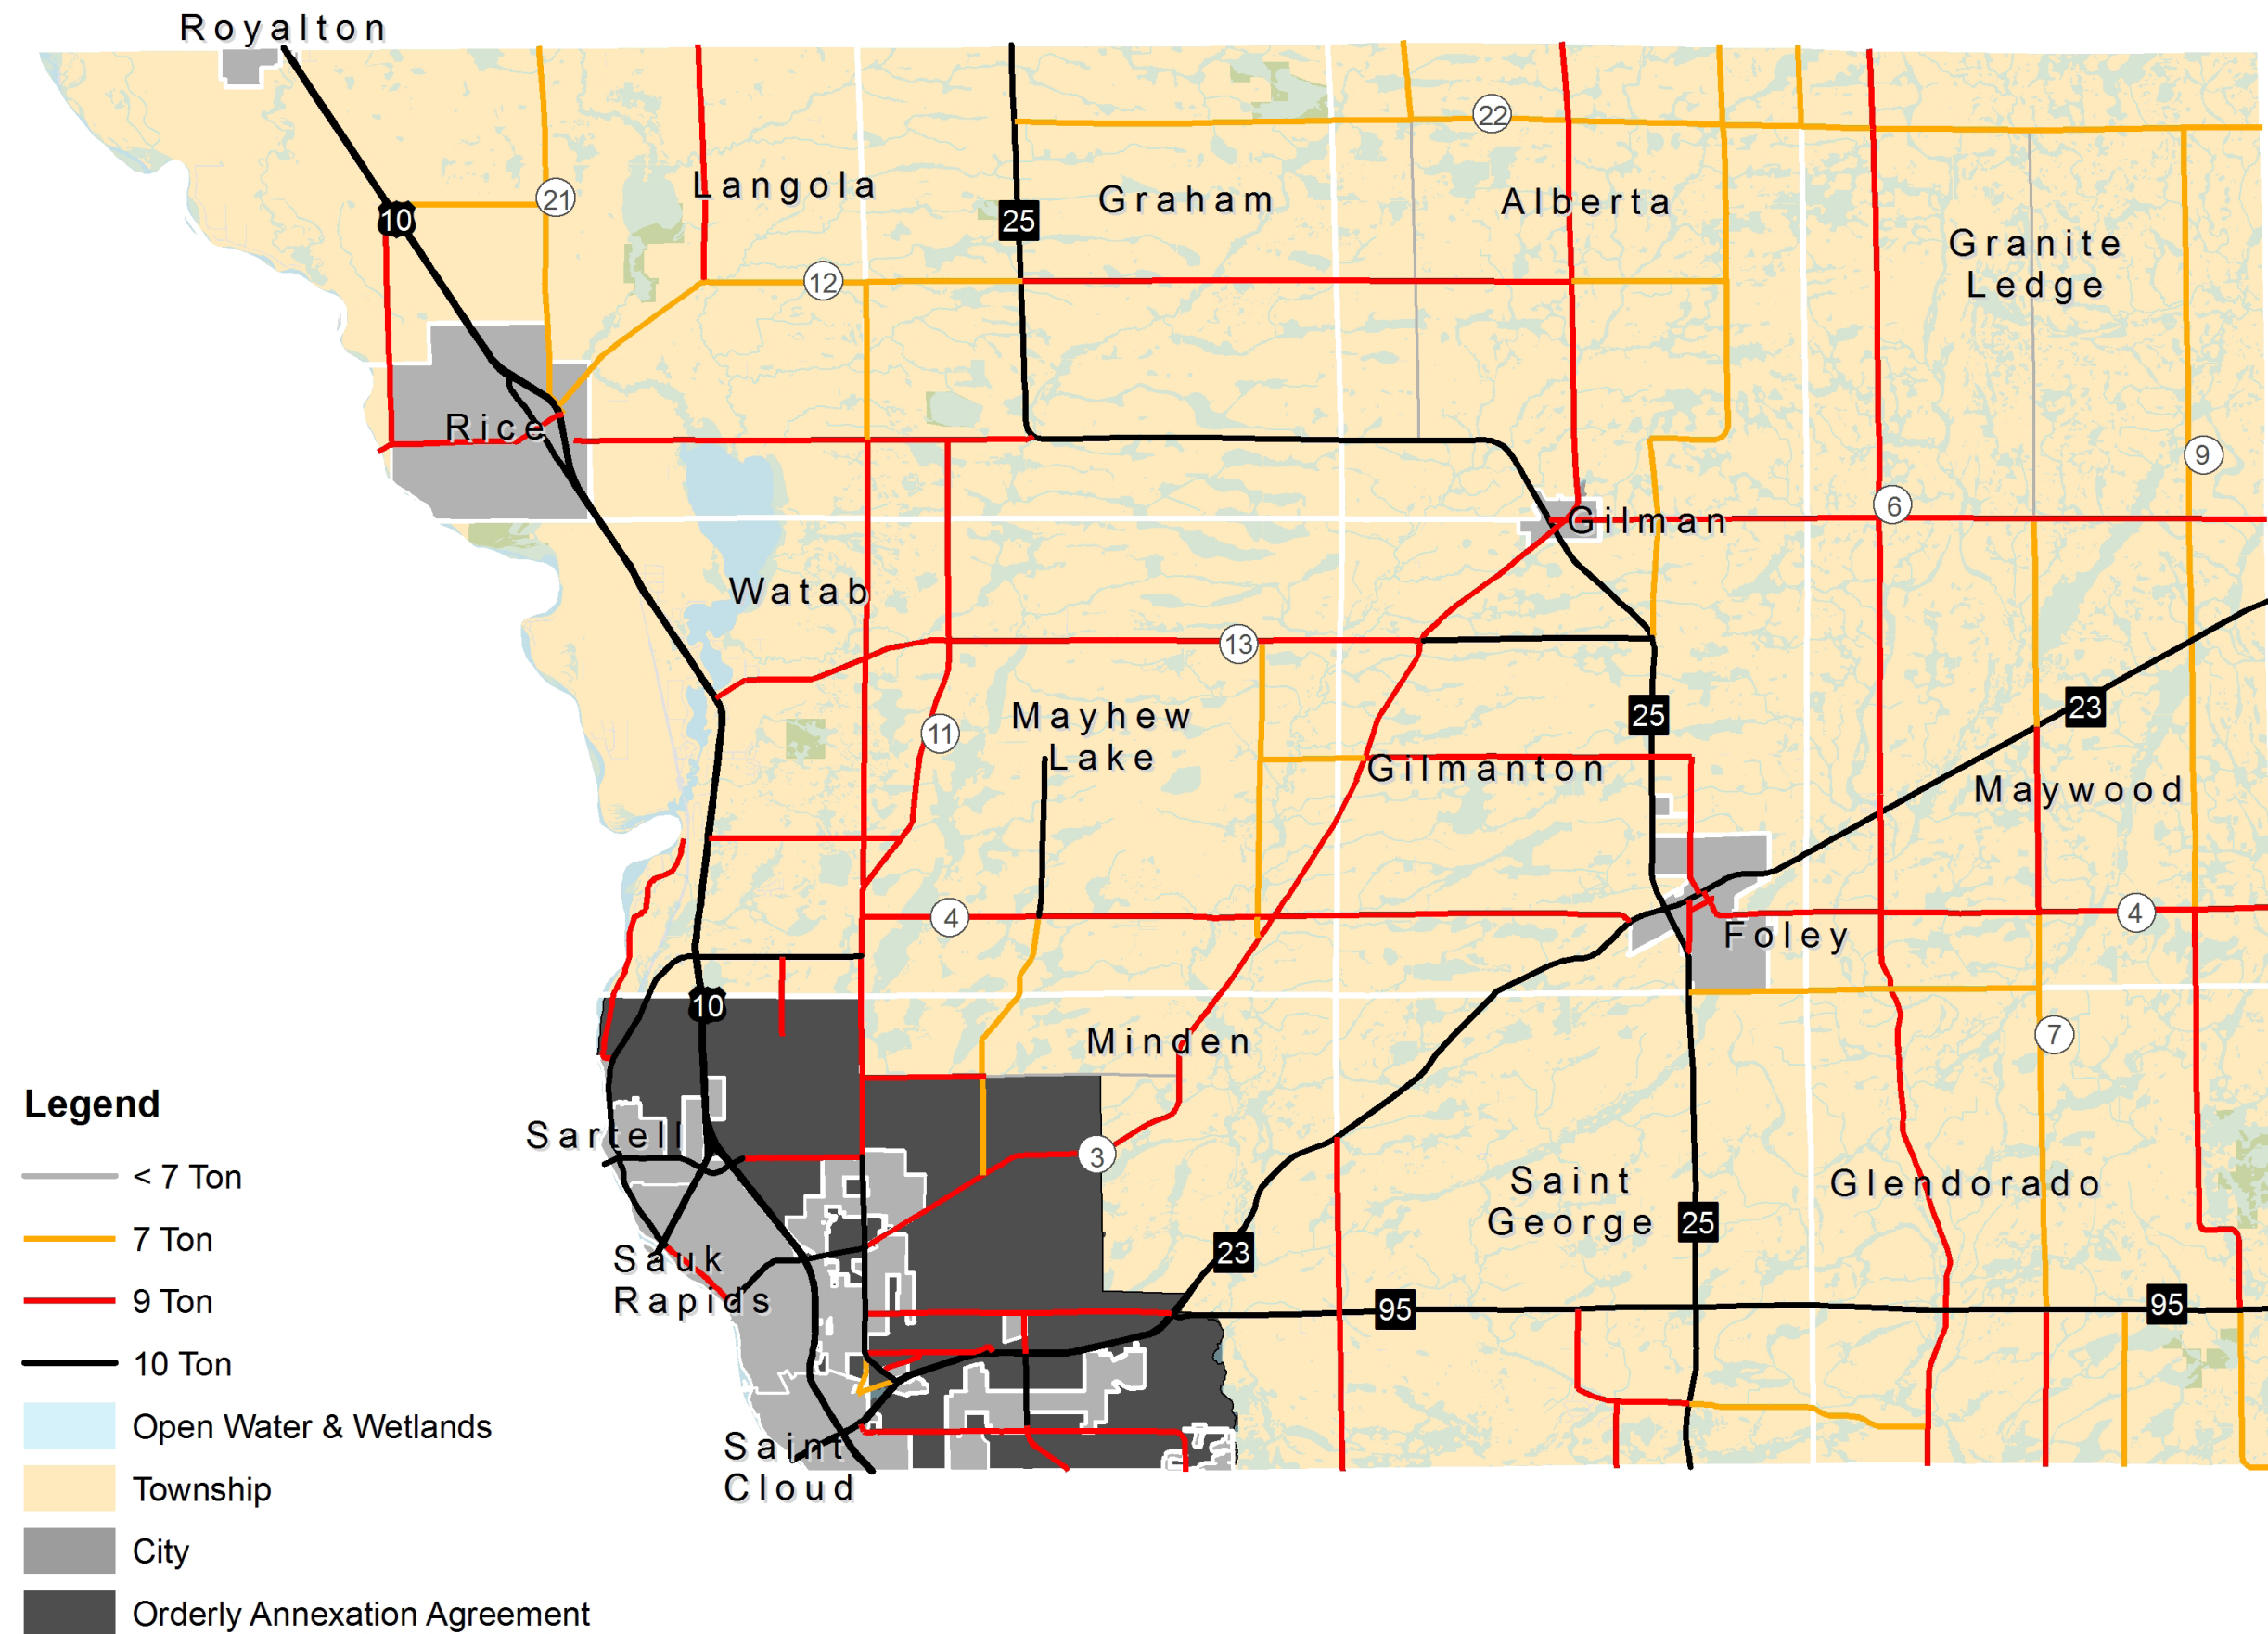 Royalton
22
Langola
21
Graham
Alberta
10
25
Granite
Ledge
12
Rice
9
6
Gilman
Watab
13
Mayhew
Lake
11
25
23
Gilmanton
Maywood
4
4
Foley
10
Minden
7
Legend
Sartell
3
< 7 Ton
Saint
George
Glendorado
25
7 Ton
23
Sauk
Rapids
9 Ton
95
95
10 Ton
Open Water & Wetlands
Saint
Cloud
Township
City
Orderly Annexation Agreement